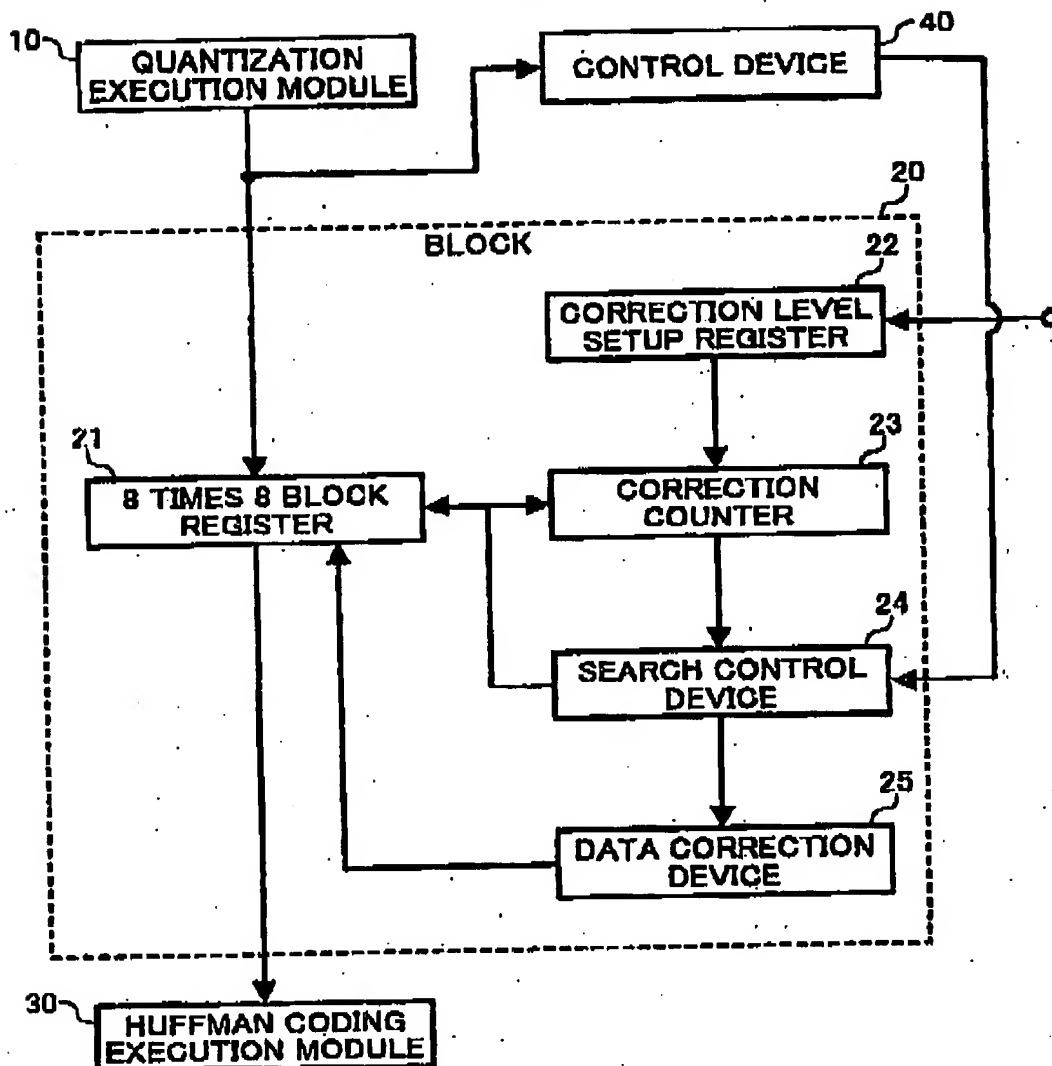 10
QUANTIZATION
EXECUTION MODULE
40
CONTROL DEVICE
20
BLOCK
22
CORRECTION LEVEL
SETUP REGISTER
21
8 TIMES 8 BLOCK
REGISTER
23
CORRECTION
COUNTER
24
SEARCH CONTROL
DEVICE
25
DATA CORRECTION
DEVICE
30
HUFFMAN CODING
EXECUTION MODULE